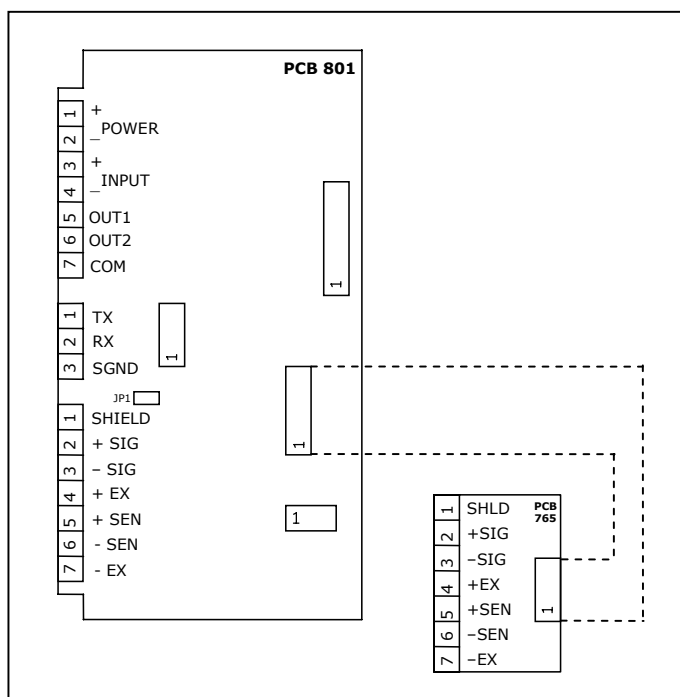 PCB 801
1 +
_POWER
2 _
3 +
_INPUT
4
5 OUT1
6 OUT2
7 COM
1
1 TX
2 RX
3 SGND
1
JP1
1 SHIELD
2 + SIG
3 – SIG
4 + EX
5 + SEN
6 - SEN
7 - EX
1
1
PCB
765
1 SHLD
2 +SIG
3 –SIG
4 +EX
5 +SEN
6 –SEN
7 –EX
1